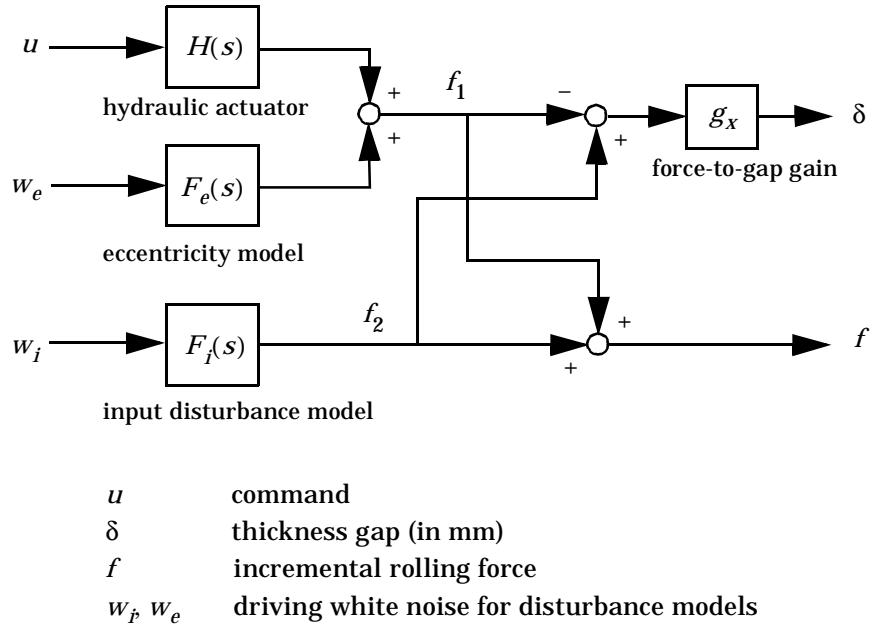 u
H(s)
hydraulic actuator
+
+
f₁
−
+
gₓ
δ
force-to-gap gain
wₑ
Fₑ(s)
eccentricity model
f₂
wᵢ
Fᵢ(s)
input disturbance model
+
+
f
u command
δ thickness gap (in mm)
f incremental rolling force
wᵢ, wₑ driving white noise for disturbance models